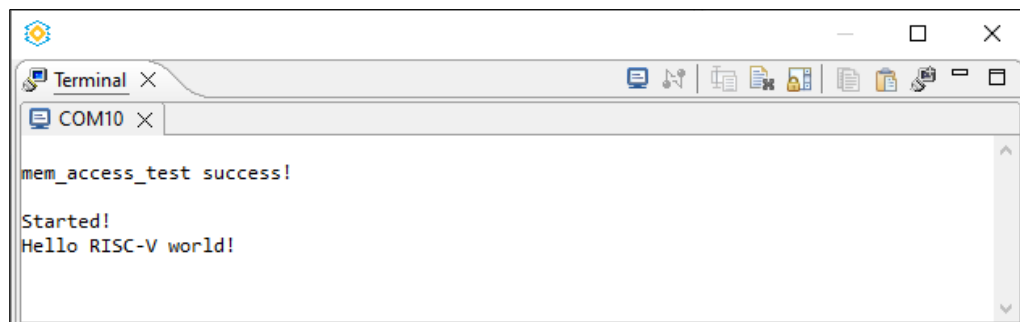 Terminal
COM10
mem_access_test success!
Started!
Hello RISC-V world!